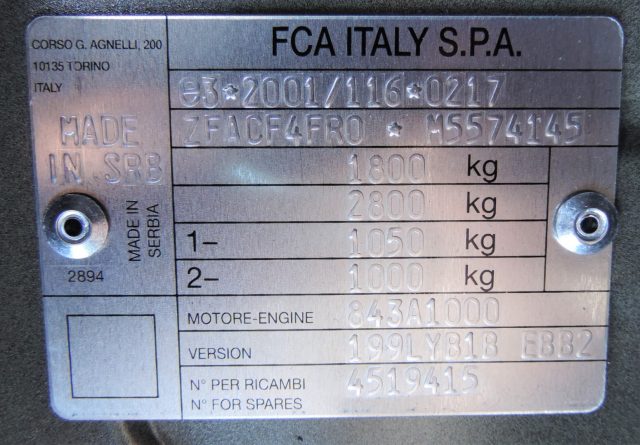 CORSO G. AGNELLI, 200
10135 TORINO
ITALY
FCA ITALY S.P.A.
e3*2001/116*0217
MADE
IN SRB
ZFACF4FR0 * M5574145
1800 kg
2800 kg
1– 1050 kg
2– 1000 kg
MADE IN
SERBIA
2894
MOTORE-ENGINE 843A1000
VERSION 199LYB1B EBB2
N° PER RICAMBI
N° FOR SPARES
4519415